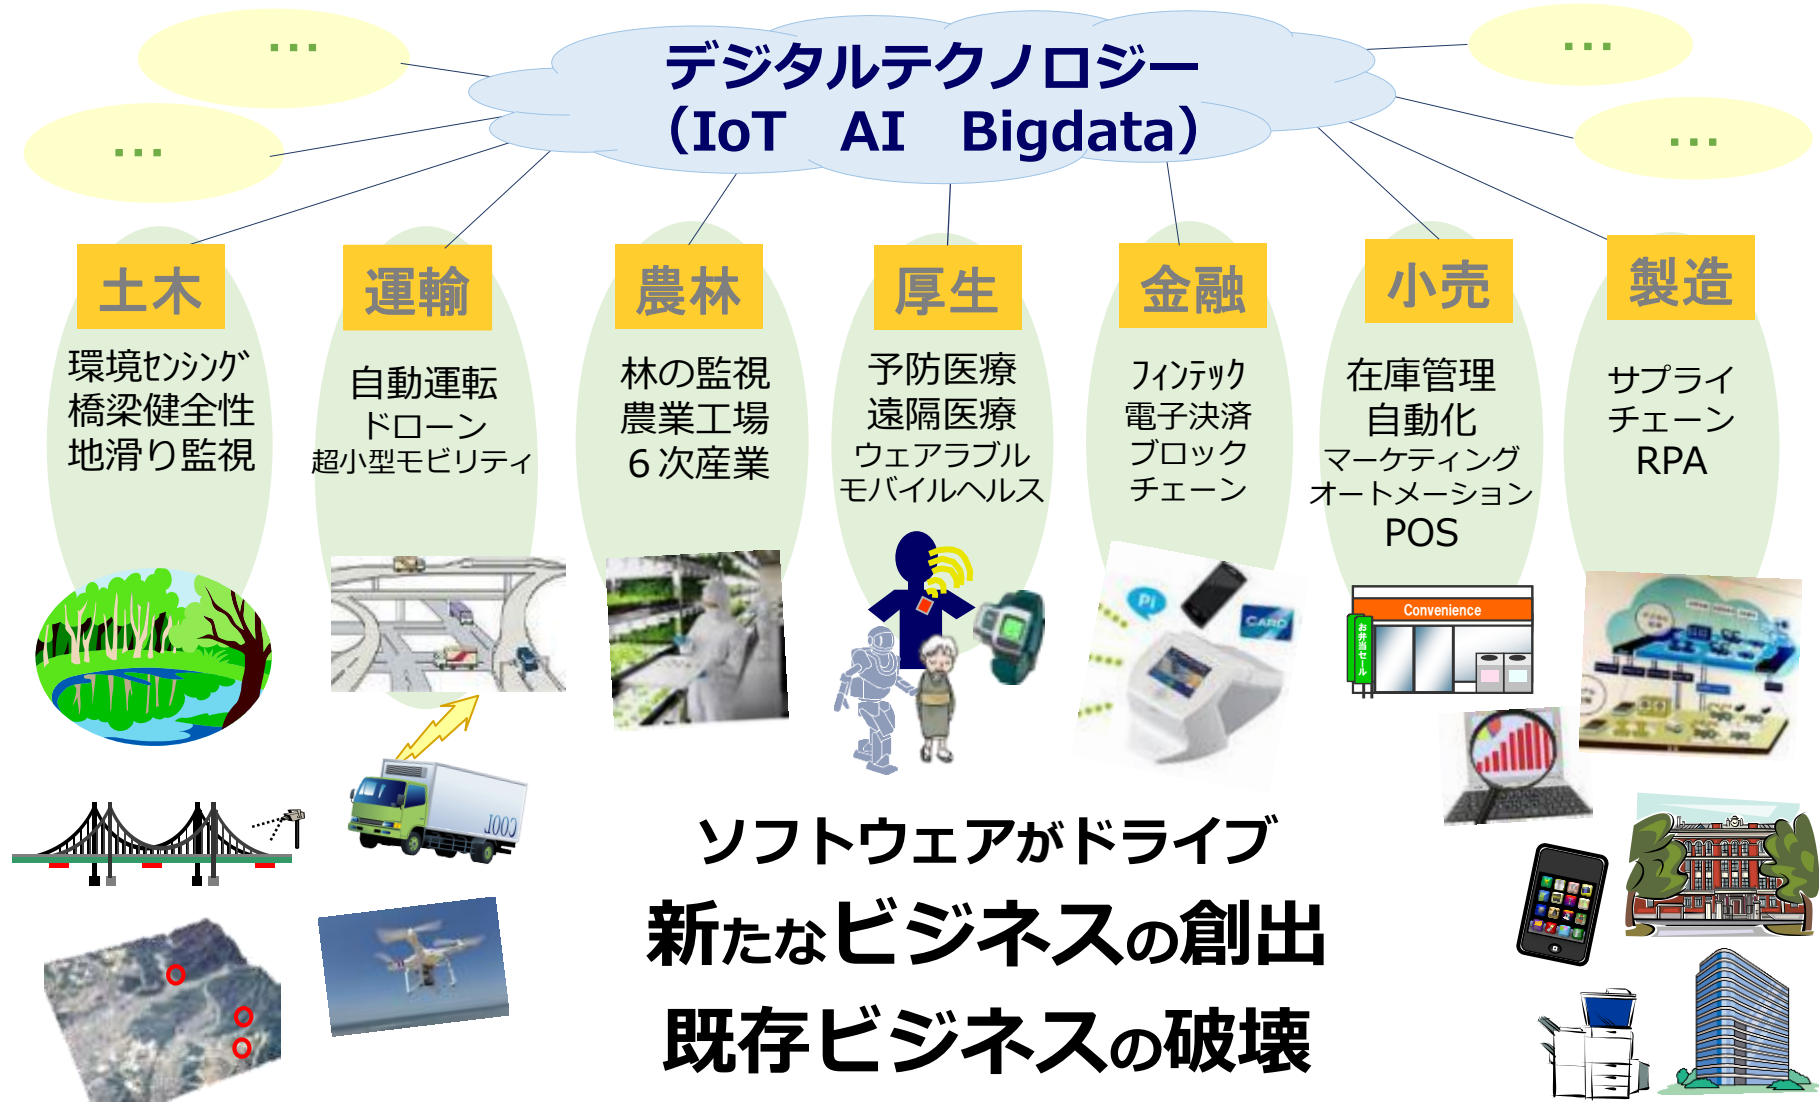 ・・・
・・・
デジタルテクノロジー
（IoT　AI　Bigdata）
・・・
・・・
土木
環境ｾﾝｼﾝｸﾞ
橋梁健全性
地滑り監視
運輸
自動運転
ドローン
超小型モビリティ
農林
林の監視
農業工場
６次産業
厚生
予防医療
遠隔医療
ウェアラブル
モバイルヘルス
金融
ﾌｨﾝﾃｯｸ
電子決済
ブロック
チェーン
小売
在庫管理
自動化
マーケティング
オートメーション
POS
製造
サプライ
チェーン
RPA
Pi
CARD
Convenience
お弁当セール
COOL
ソフトウェアがドライブ
新たなビジネスの創出
既存ビジネスの破壊